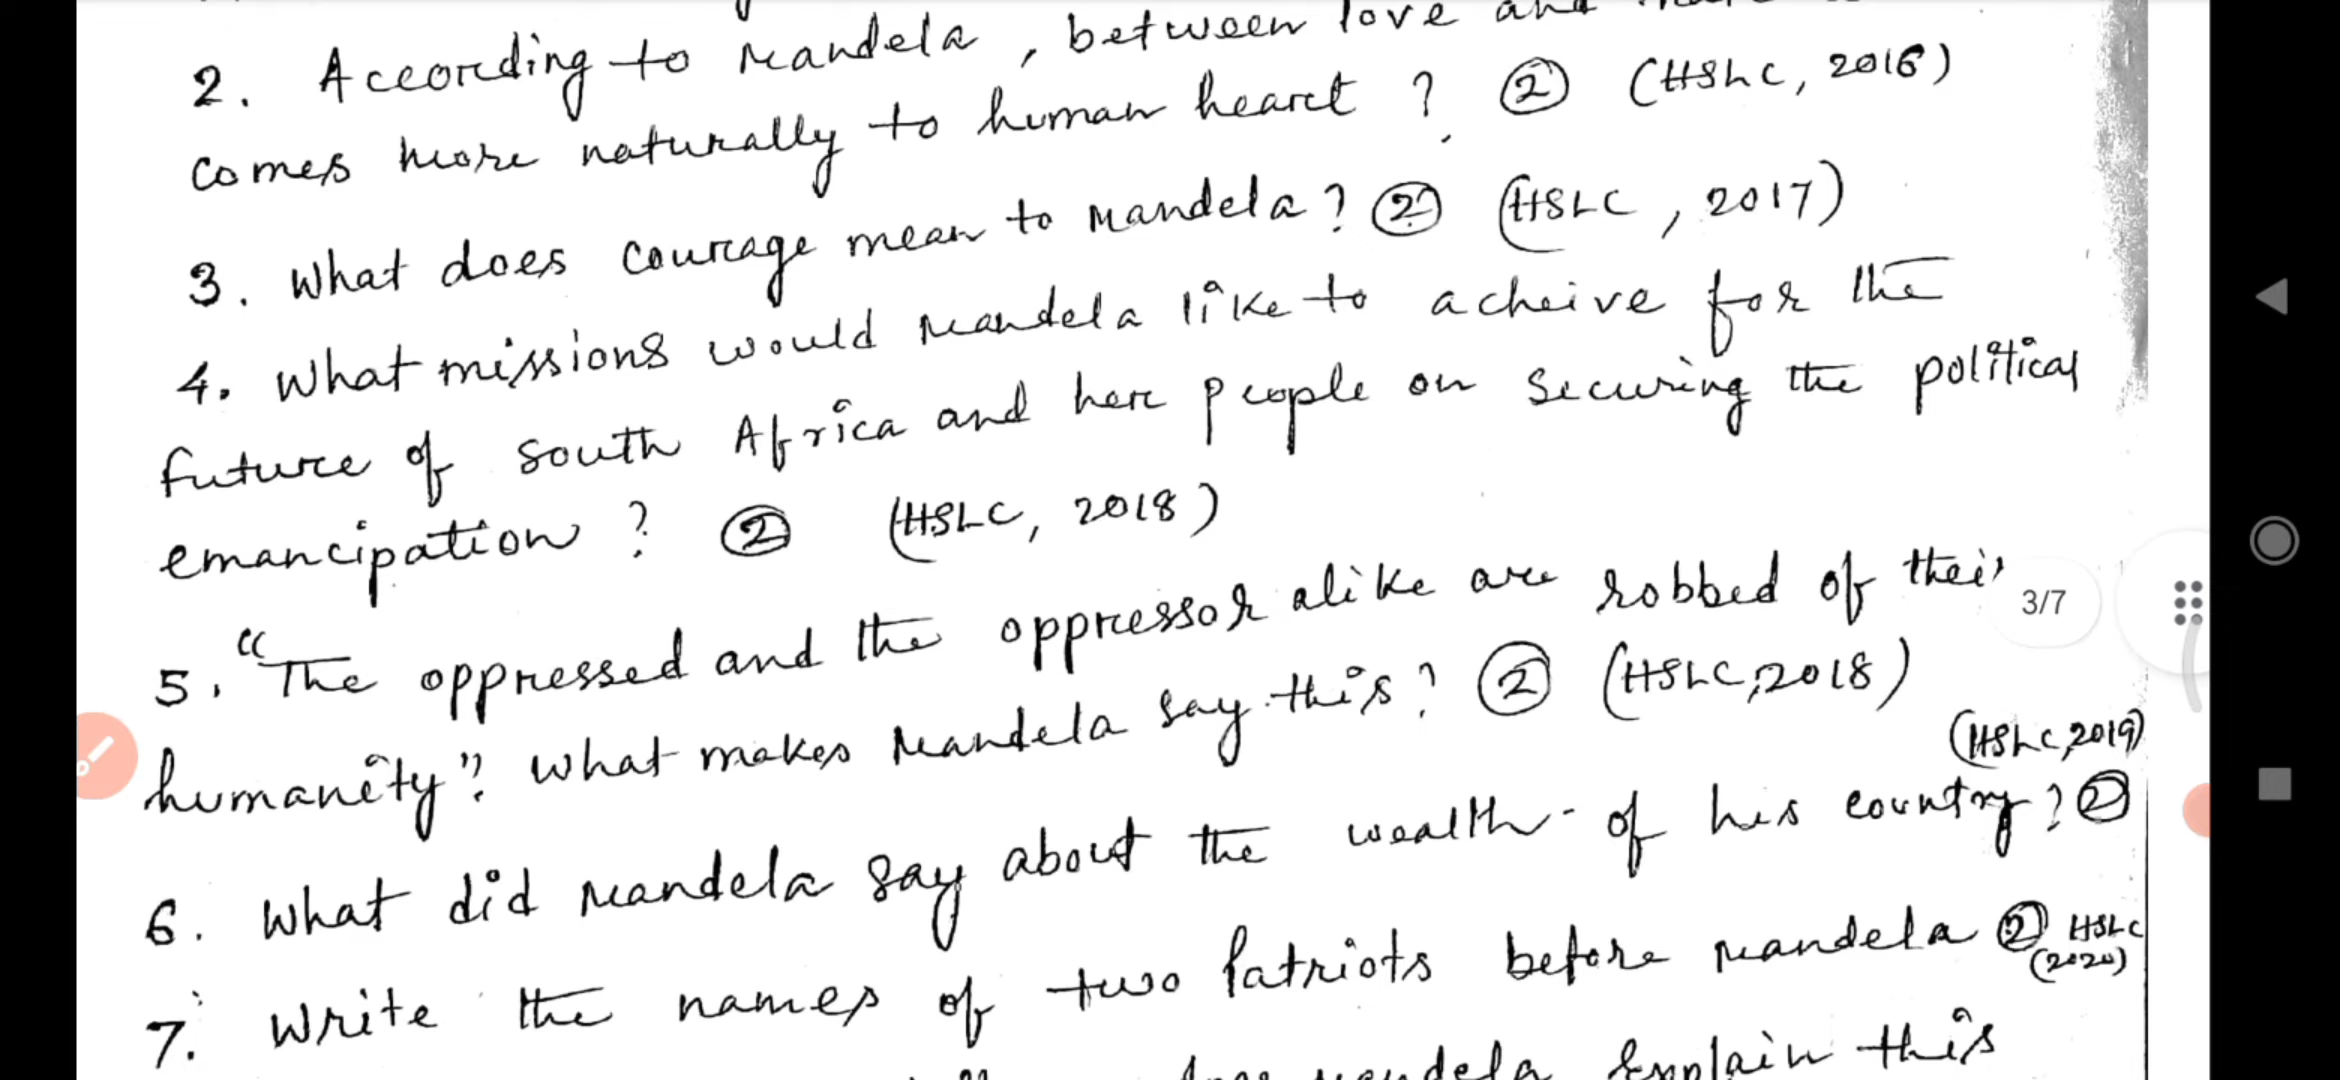 2. According to Mandela, between love and
comes more naturally to human heart ? ② (HSLC, 2016)
3. What does courage mean to Mandela? ② (HSLC, 2017)
4. What missions would Mandela like to acheive for the
future of South Africa and her people on securing the political
emancipation ? ② (HSLC, 2018)
5. "The oppressed and the oppressor alike are robbed of their
3/7
humanity"? What makes Mandela say this? ② (HSLC, 2018)
(HSLC, 2019)
6. What did Mandela say about the wealth of his country? ②
7. Write the names of two Patriots before Mandela ② HSLC
(2020)
Mandela Explain this